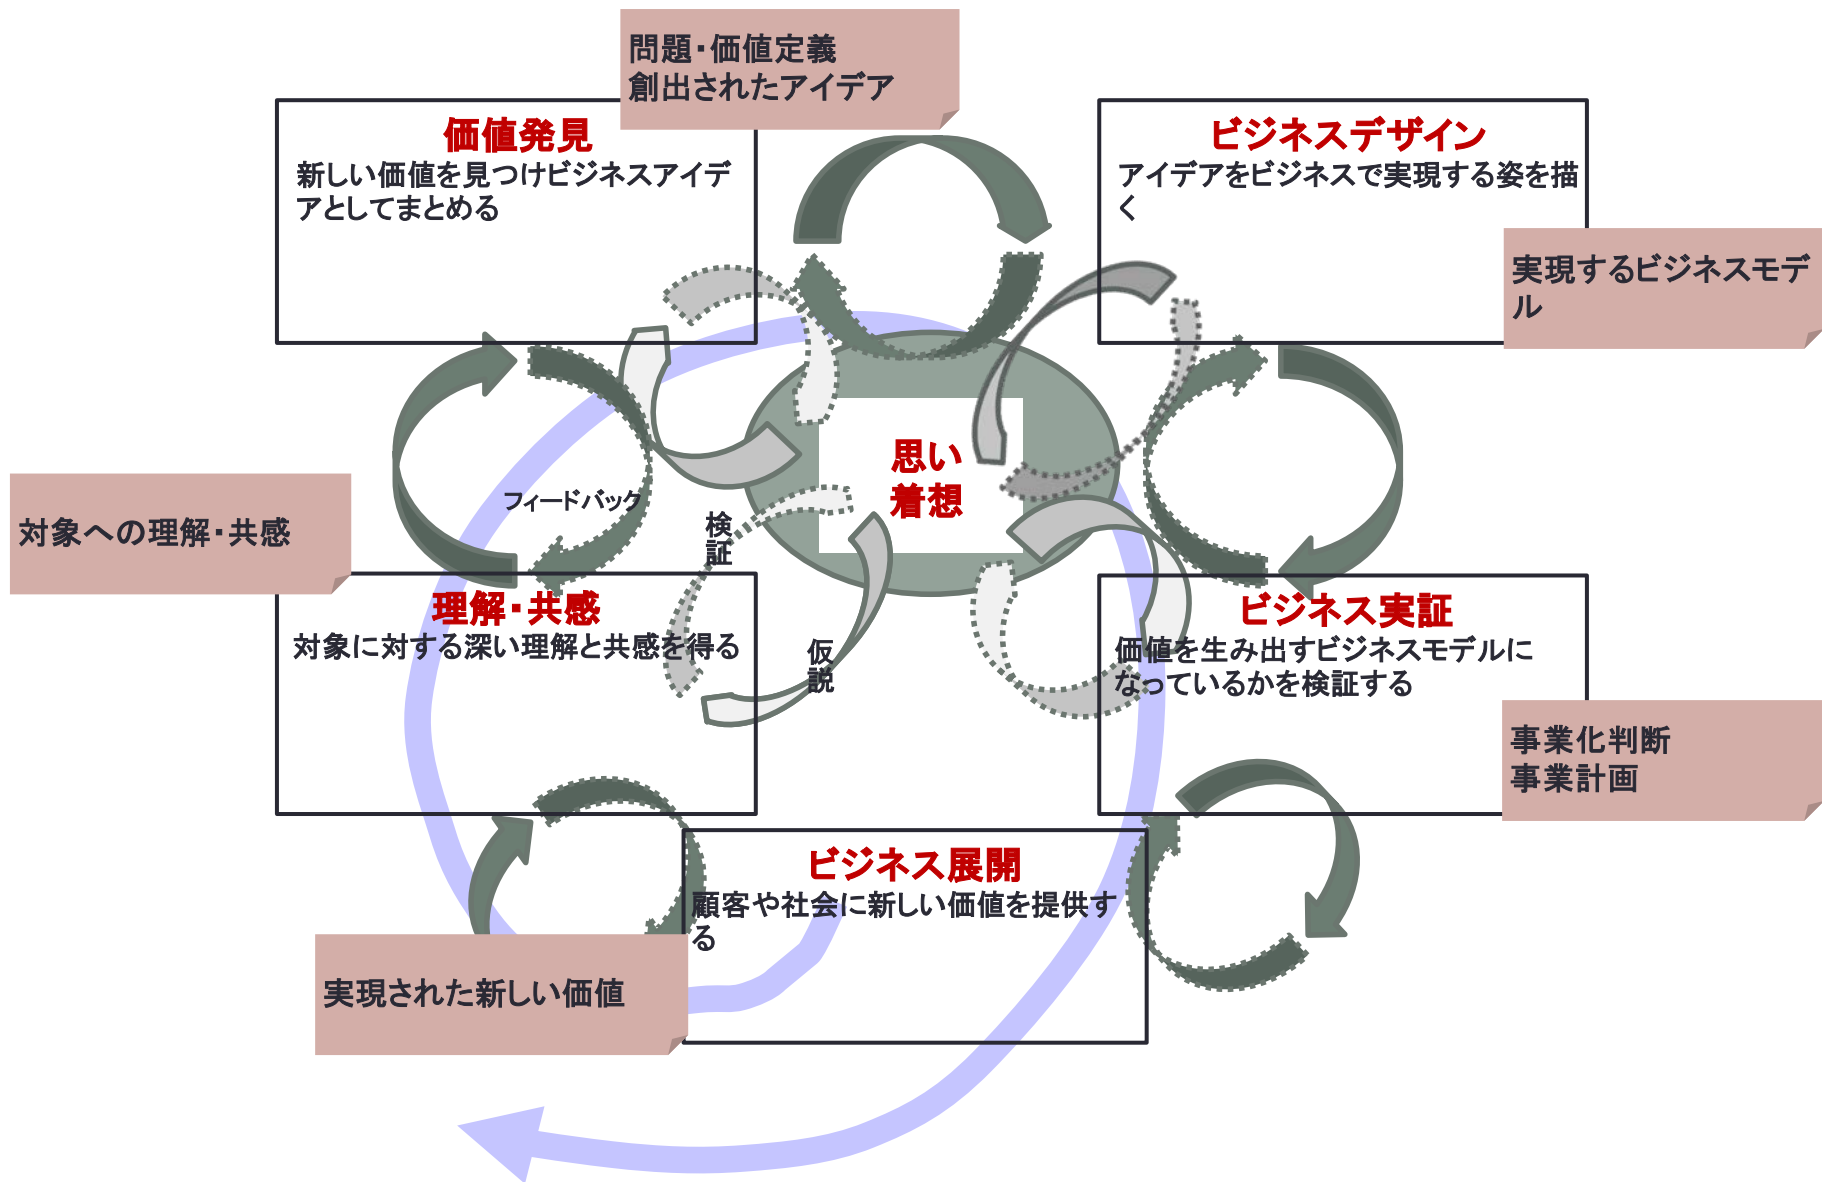 問題・価値定義
創出されたアイデア
価値発見
新しい価値を見つけビジネスアイデ
アとしてまとめる
ビジネスデザイン
アイデアをビジネスで実現する姿を描
く
実現するビジネスモデ
ル
思い
着想
フィードバック
検証
対象への理解・共感
理解・共感
対象に対する深い理解と共感を得る
仮説
ビジネス実証
価値を生み出すビジネスモデルに
なっているかを検証する
事業化判断
事業計画
ビジネス展開
顧客や社会に新しい価値を提供す
る
実現された新しい価値